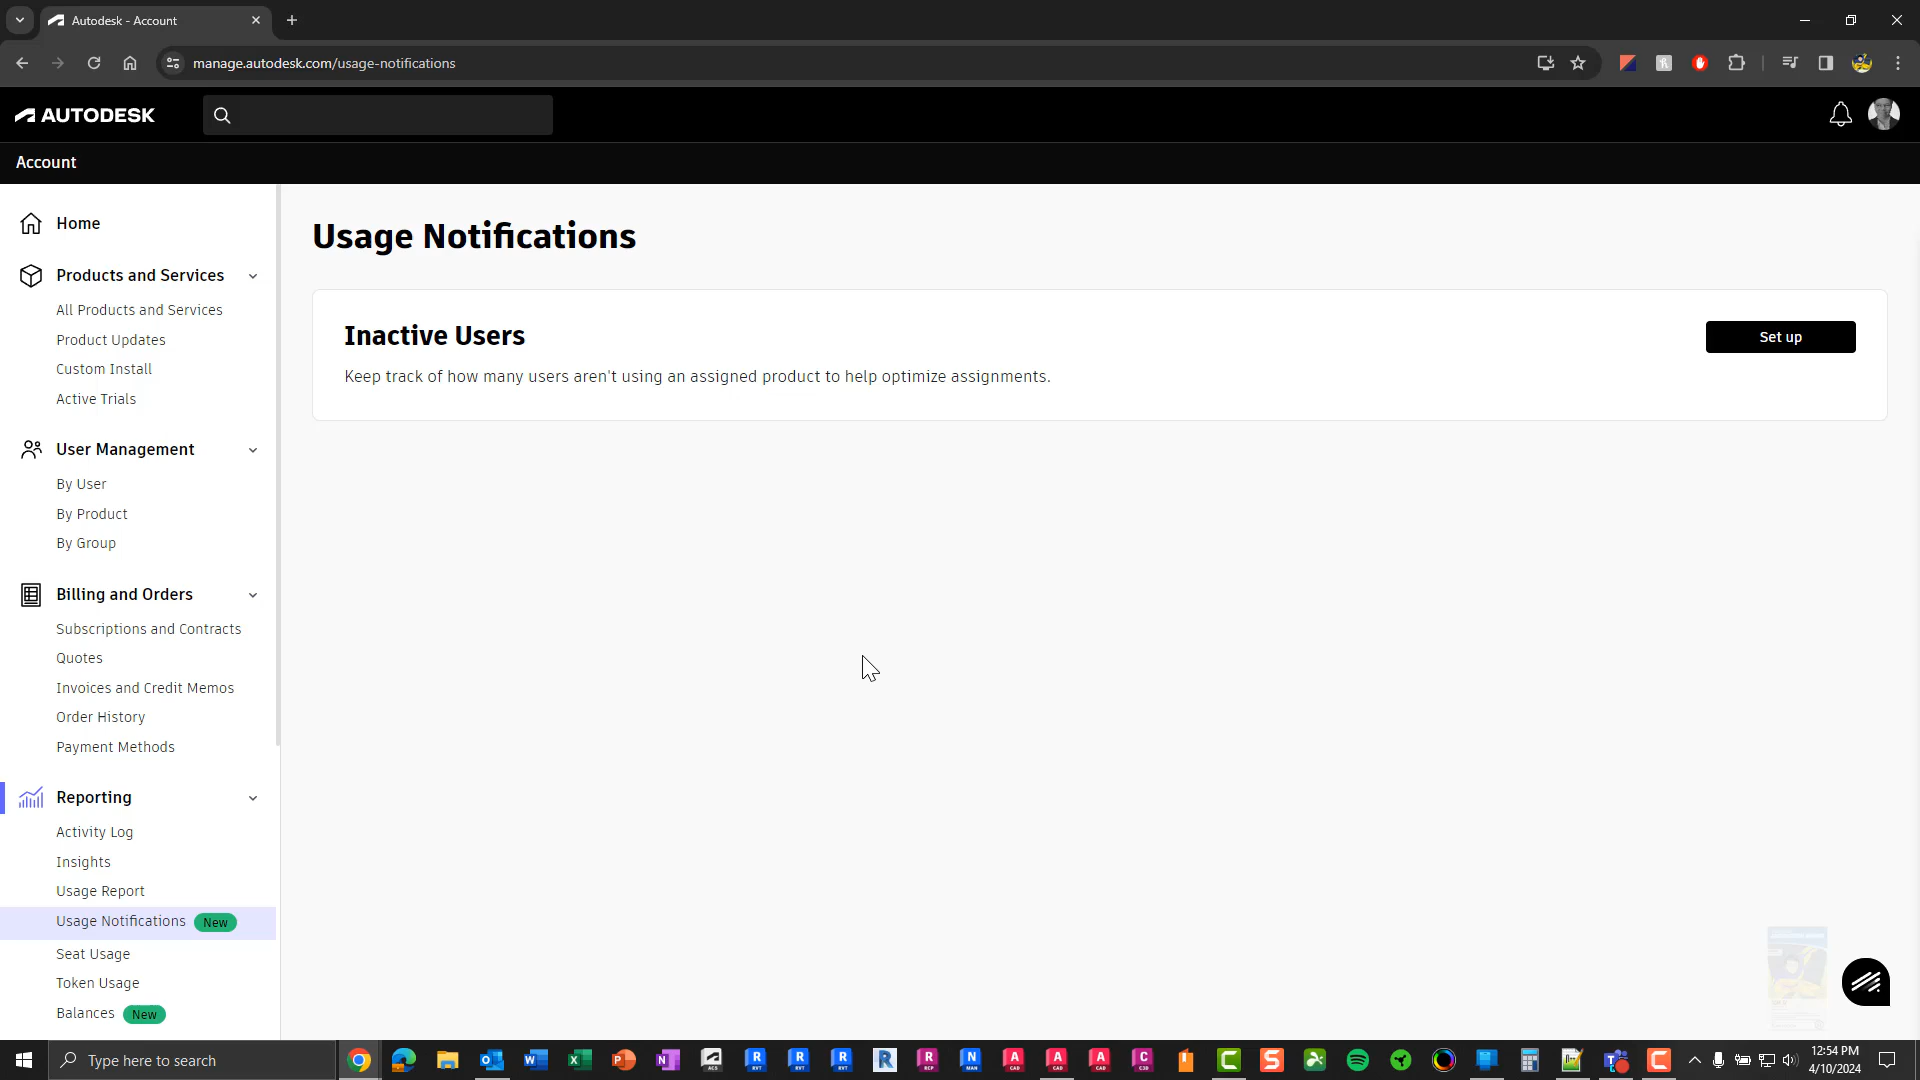 Autodesk - Account
manage.autodesk.com/usage-notifications
AUTODESK
Account
Home
Products and Services
All Products and Services
Product Updates
Custom Install
Active Trials
User Management
By User
By Product
By Group
Billing and Orders
Subscriptions and Contracts
Quotes
Invoices and Credit Memos
Order History
Payment Methods
Reporting
Activity Log
Insights
Usage Report
Usage Notifications New
Seat Usage
Token Usage
Balances New
Usage Notifications
Inactive Users
Set up
Keep track of how many users aren't using an assigned product to help optimize assignments.
Type here to search
12:54 PM
4/10/2024